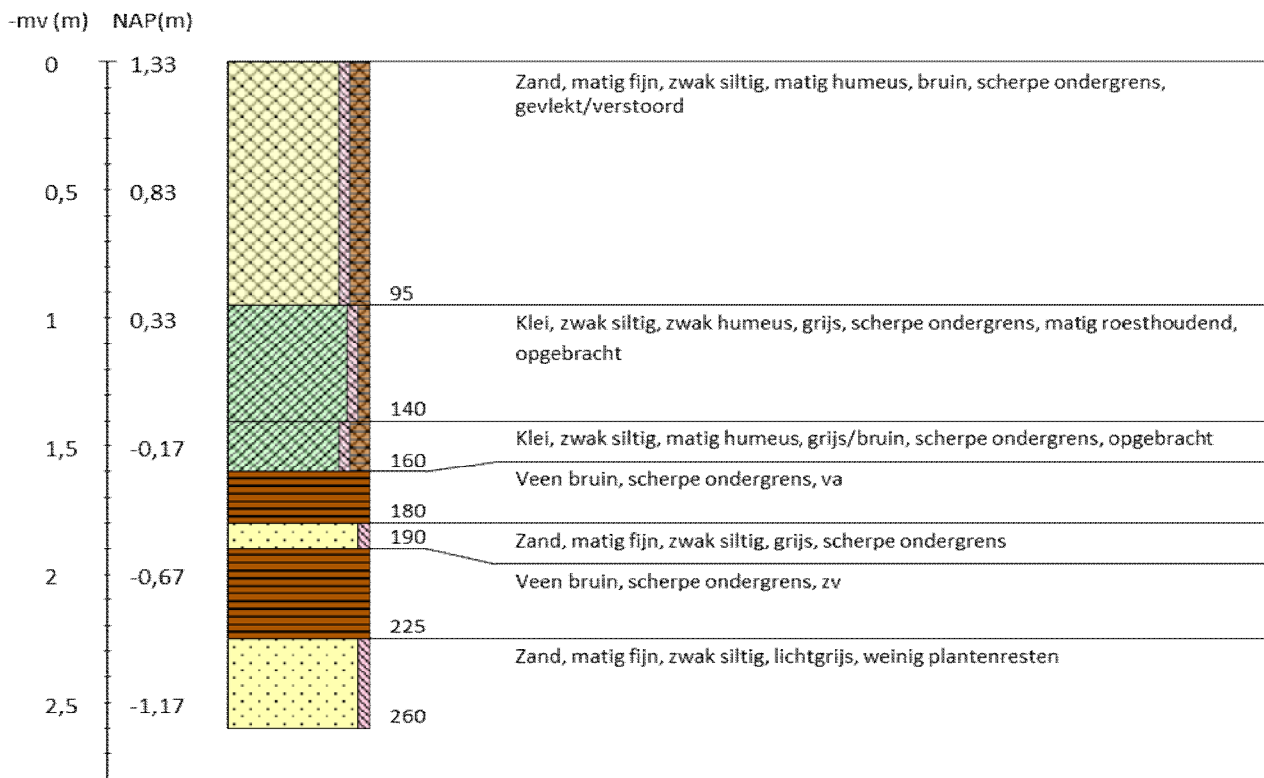 -mv (m) NAP(m)
0 1,33
Zand, matig fijn, zwak siltig, matig humeus, bruin, scherpe ondergrens,
gevlekt/verstoord
0,5 0,83
95
1 0,33
Klei, zwak siltig, zwak humeus, grijs, scherpe ondergrens, matig roesthoudend,
opgebracht
140
1,5 -0,17
Klei, zwak siltig, matig humeus, grijs/bruin, scherpe ondergrens, opgebracht
160
Veen bruin, scherpe ondergrens, va
180
190
Zand, matig fijn, zwak siltig, grijs, scherpe ondergrens
2 -0,67
Veen bruin, scherpe ondergrens, zv
225
Zand, matig fijn, zwak siltig, lichtgrijs, weinig plantenresten
2,5 -1,17
260